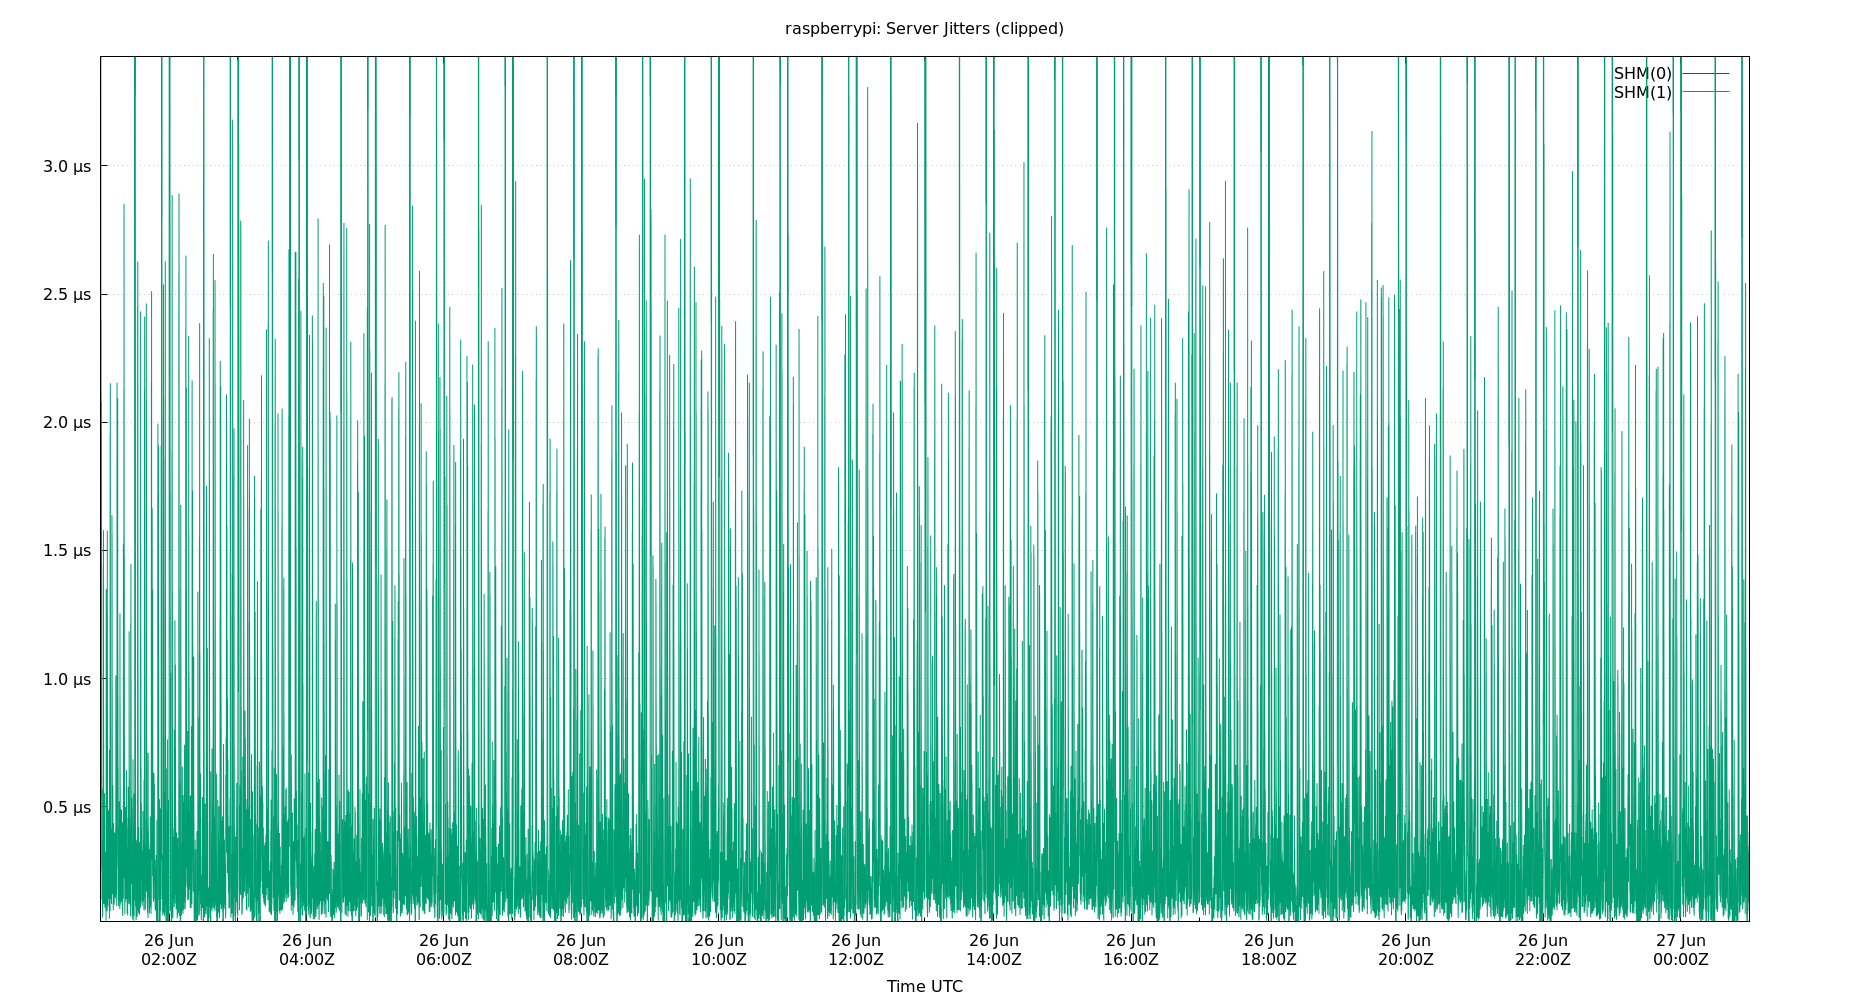 raspberrypi: Server Jitters (clipped)
SHM(0)
SHM(1)
3.0 µs
2.5 µs
2.0 µs
1.5 µs
1.0 µs
0.5 µs
26 Jun 26 Jun 26 Jun 26 Jun 26 Jun 26 Jun 26 Jun 26 Jun 26 Jun 26 Jun 26 Jun 27 Jun
02:00Z 04:00Z 06:00Z 08:00Z 10:00Z 12:00Z 14:00Z 16:00Z 18:00Z 20:00Z 22:00Z 00:00Z
Time UTC